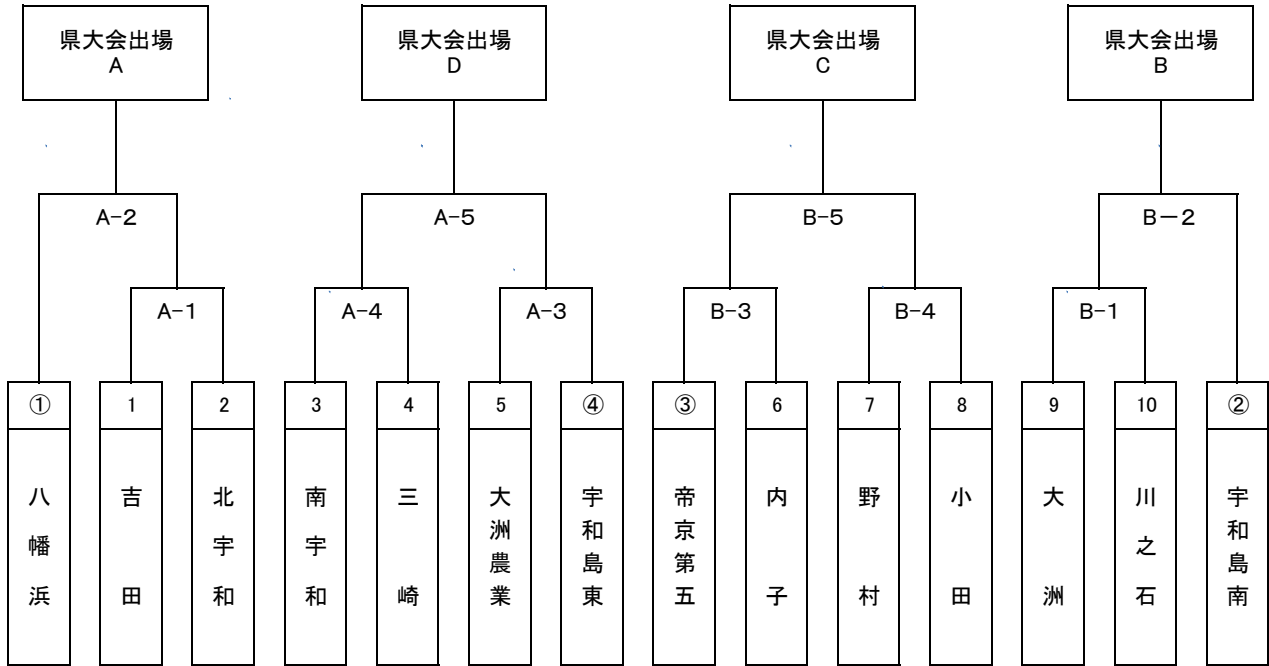 県大会出場
A
県大会出場
D
県大会出場
C
県大会出場
B
A-2
A-5
B-5
B-2
A-1
A-4
A-3
B-3
B-4
B-1
①
1
2
3
4
5
④
③
6
7
8
9
10
②
八幡浜
吉田
北宇和
南宇和
三崎
大洲農業
宇和島東
帝京第五
内子
野村
小田
大洲
川之石
宇和島南